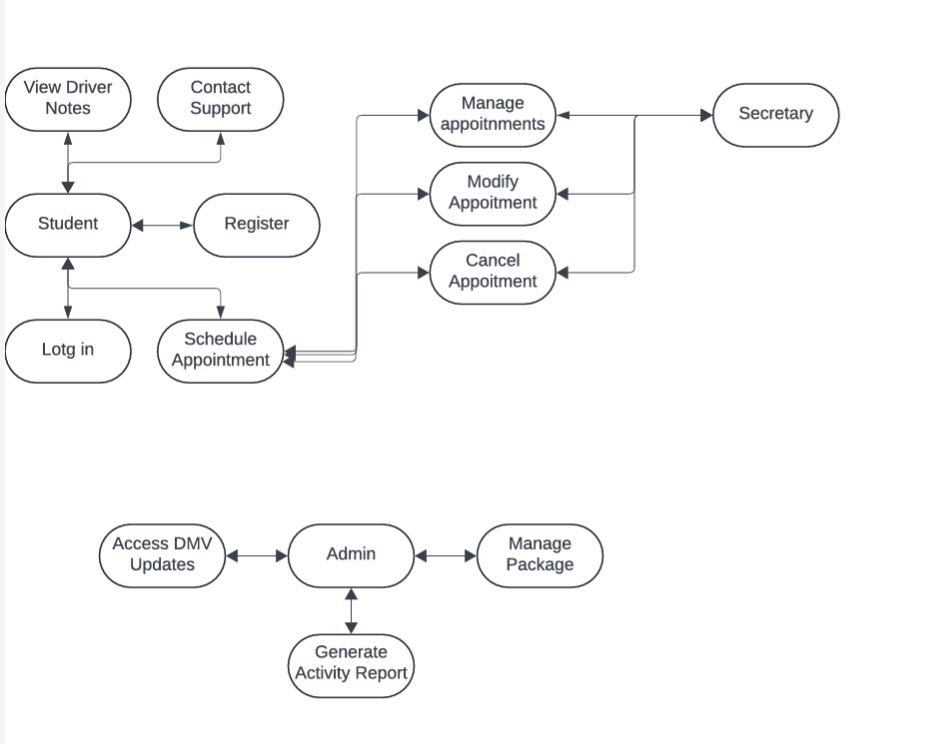 View Driver
Notes
Contact
Support
Manage
appoitnments
Secretary
Modify
Appoitment
Student
Register
Cancel
Appoitment
Lotg in
Schedule
Appointment
Access DMV
Updates
Admin
Manage
Package
Generate
Activity Report